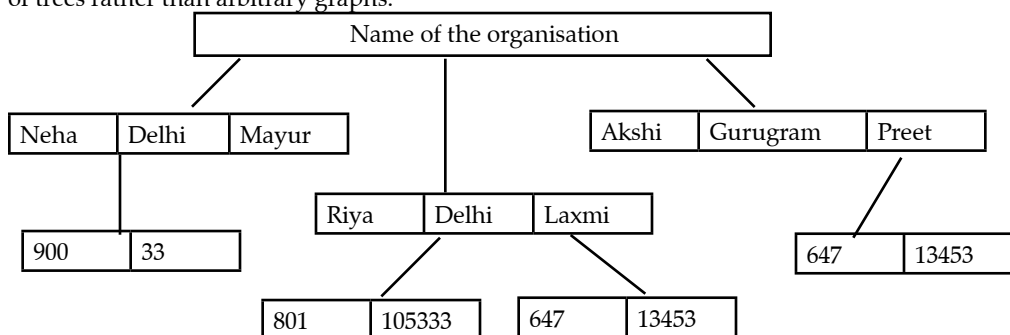 of trees rather than arbitrary graphs.
Name of the organisation
Neha Delhi Mayur
Akshi Gurugram Preet
Riya Delhi Laxmi
900 33
647 13453
801 105333
647 13453